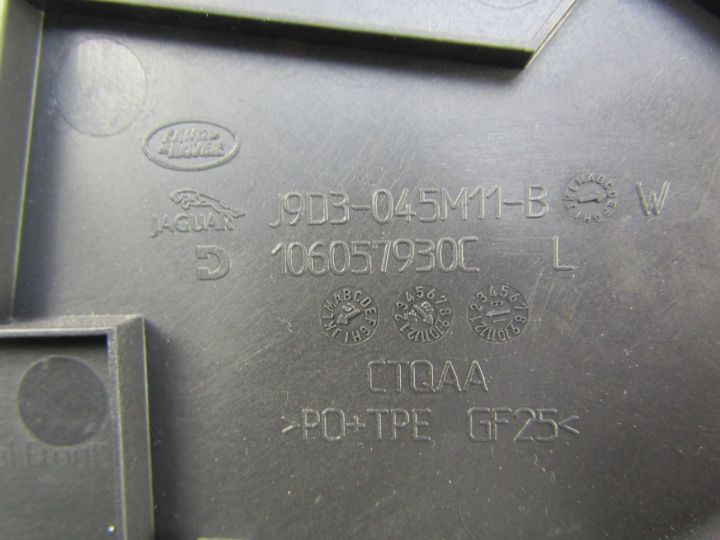 LAND ROVER
JAGUAR J9D3-045M11-B W
106057930C L
CTQAA
>PO+TPE GF25<